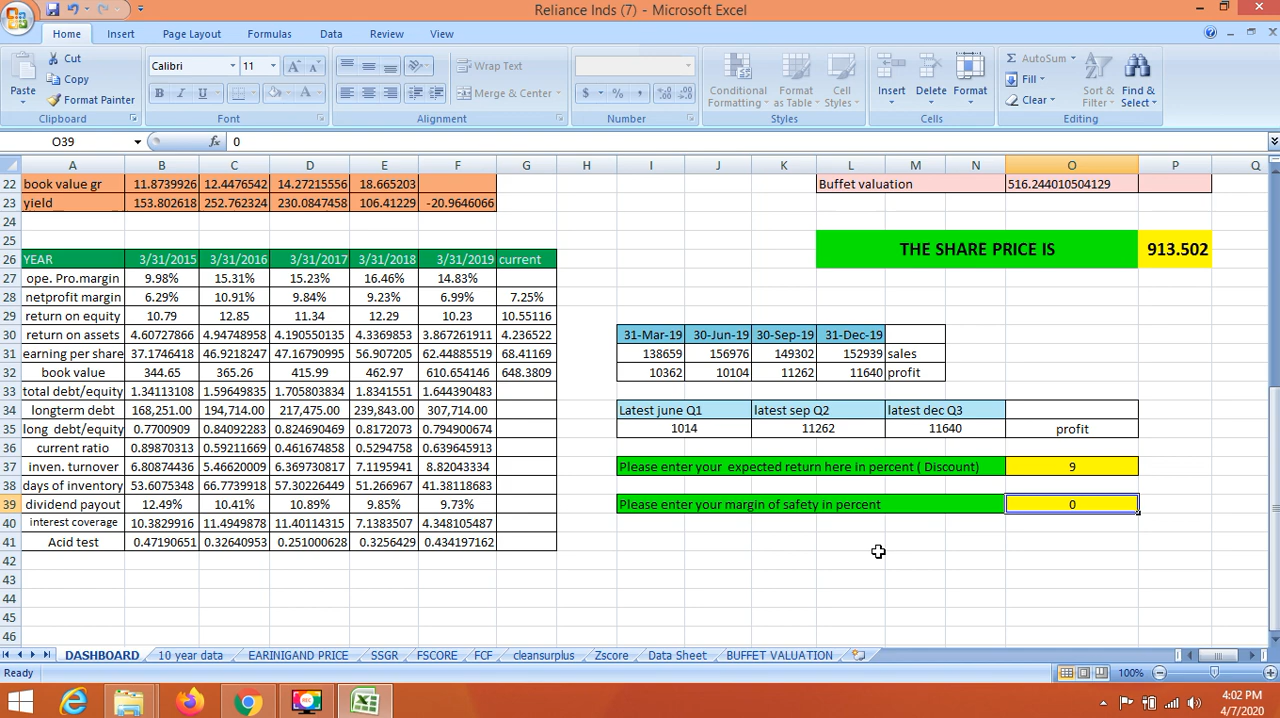 Reliance Inds (7) - Microsoft Excel
Home Insert Page Layout Formulas Data Review View
Paste Cut Copy Format Painter Clipboard
Calibri 11 A A B I U A Font
Wrap Text Merge & Center Alignment
$ % , .0 .00 .00 .0 Number
Conditional Formatting Format as Table Cell Styles Styles
Insert Delete Format Cells
Σ AutoSum Fill Clear Sort & Filter Find & Select Editing
O39 fx 0
A B C D E F G H I J K L M N O P Q
22 book value gr 11.8739926 12.4476542 14.27215556 18.665203 Buffet valuation 516.244010504129
23 yield 153.802618 252.762324 230.0847458 106.41229 -20.9646066
24
25 THE SHARE PRICE IS 913.502
26 YEAR 3/31/2015 3/31/2016 3/31/2017 3/31/2018 3/31/2019 current
27 ope. Pro.margin 9.98% 15.31% 15.23% 16.46% 14.83%
28 netprofit margin 6.29% 10.91% 9.84% 9.23% 6.99% 7.25%
29 return on equity 10.79 12.85 11.34 12.29 10.23 10.55116
30 return on assets 4.60727866 4.94748958 4.190550135 4.3369853 3.867261911 4.236522 31-Mar-19 30-Jun-19 30-Sep-19 31-Dec-19
31 earning per share 37.1746418 46.9218247 47.16790995 56.907205 62.44885519 68.41169 138659 156976 149302 152939 sales
32 book value 344.65 365.26 415.99 462.97 610.654146 648.3809 10362 10104 11262 11640 profit
33 total debt/equity 1.34113108 1.59649835 1.705803834 1.8341551 1.644390483
34 longterm debt 168,251.00 194,714.00 217,475.00 239,843.00 307,714.00 Latest june Q1 latest sep Q2 latest dec Q3
35 long debt/equity 0.7700909 0.84092283 0.824690469 0.8172073 0.794900674 1014 11262 11640 profit
36 current ratio 0.89870313 0.59211669 0.461674858 0.5294758 0.639645913
37 inven. turnover 6.80874436 5.46620009 6.369730817 7.1195941 8.82043334 Please enter your expected return here in percent ( Discount) 9
38 days of inventory 53.6075348 66.7739918 57.30226449 51.266967 41.38118683
39 dividend payout 12.49% 10.41% 10.89% 9.85% 9.73% Please enter your margin of safety in percent 0
40 interest coverage 10.3829916 11.4949878 11.40114315 7.1383507 4.348105487
41 Acid test 0.47190651 0.32640953 0.251000628 0.3256429 0.434197162
42
43
44
45
46
DASHBOARD 10 year data EARINIGAND PRICE SSGR FSCORE FCF cleansurplus Zscore Data Sheet BUFFET VALUATION
Ready 100%
4:02 PM
4/7/2020